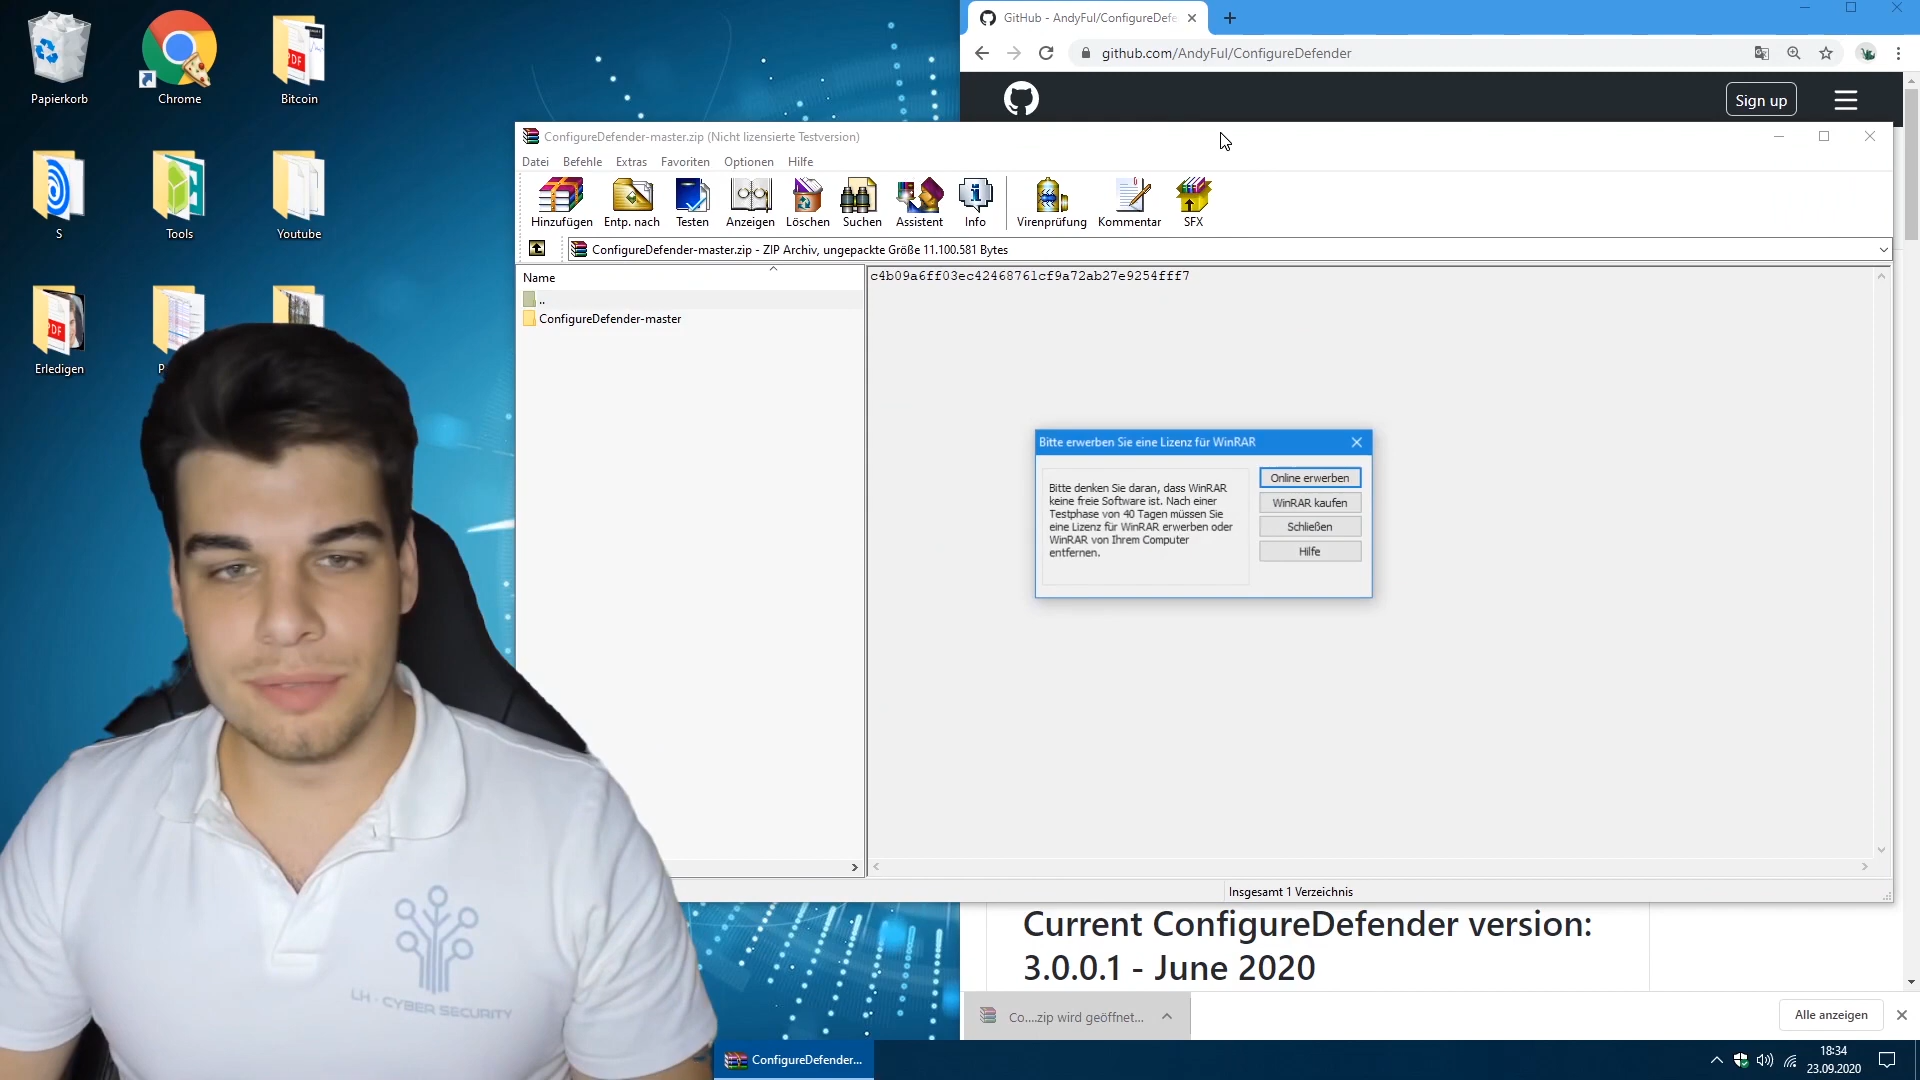 Papierkorb
Chrome
Bitcoin
S
Tools
Youtube
Erledigen
P
PDF
PDF
GitHub - AndyFul/ConfigureDefe
github.com/AndyFul/ConfigureDefender
Sign up
ConfigureDefender-master.zip (Nicht lizensierte Testversion)
Datei Befehle Extras Favoriten Optionen Hilfe
Hinzufügen Entp. nach Testen Anzeigen Löschen Suchen Assistent Info Virenprüfung Kommentar SFX
ConfigureDefender-master.zip - ZIP Archiv, ungepackte Größe 11.100.581 Bytes
Name
..
ConfigureDefender-master
c4b09a6ff03ec42468761cf9a72ab27e9254fff7
Bitte erwerben Sie eine Lizenz für WinRAR
Bitte denken Sie daran, dass WinRAR
keine freie Software ist. Nach einer
Testphase von 40 Tagen müssen Sie
eine Lizenz für WinRAR erwerben oder
WinRAR von Ihrem Computer
entfernen.
Online erwerben
WinRAR kaufen
Schließen
Hilfe
Insgesamt 1 Verzeichnis
Current ConfigureDefender version:
3.0.0.1 - June 2020
Co....zip wird geöffnet...
Alle anzeigen
LH - CYBER SECURITY
ConfigureDefender...
18:34
23.09.2020